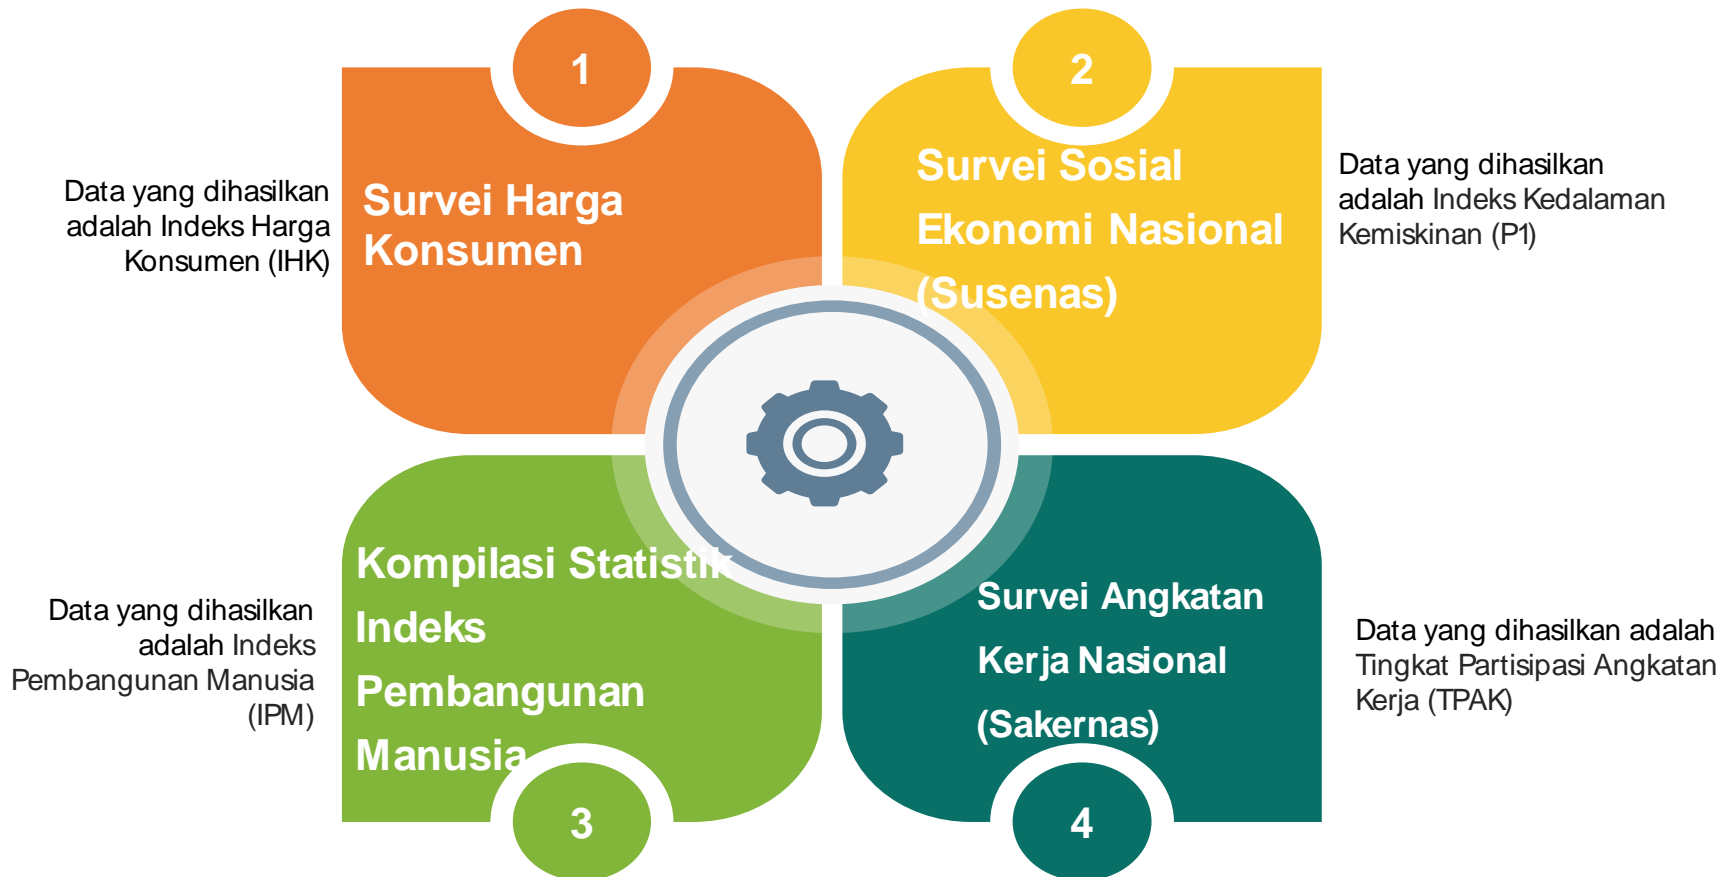 1
Survei Harga
Konsumen
Data yang dihasilkan
adalah Indeks Harga
Konsumen (IHK)
2
Survei Sosial
Ekonomi Nasional
(Susenas)
Data yang dihasilkan
adalah Indeks Kedalaman
Kemiskinan (P1)
Kompilasi Statistik
Indeks
Pembangunan
Manusia
3
Data yang dihasilkan
adalah Indeks
Pembangunan Manusia
(IPM)
Survei Angkatan
Kerja Nasional
(Sakernas)
4
Data yang dihasilkan adalah
Tingkat Partisipasi Angkatan
Kerja (TPAK)